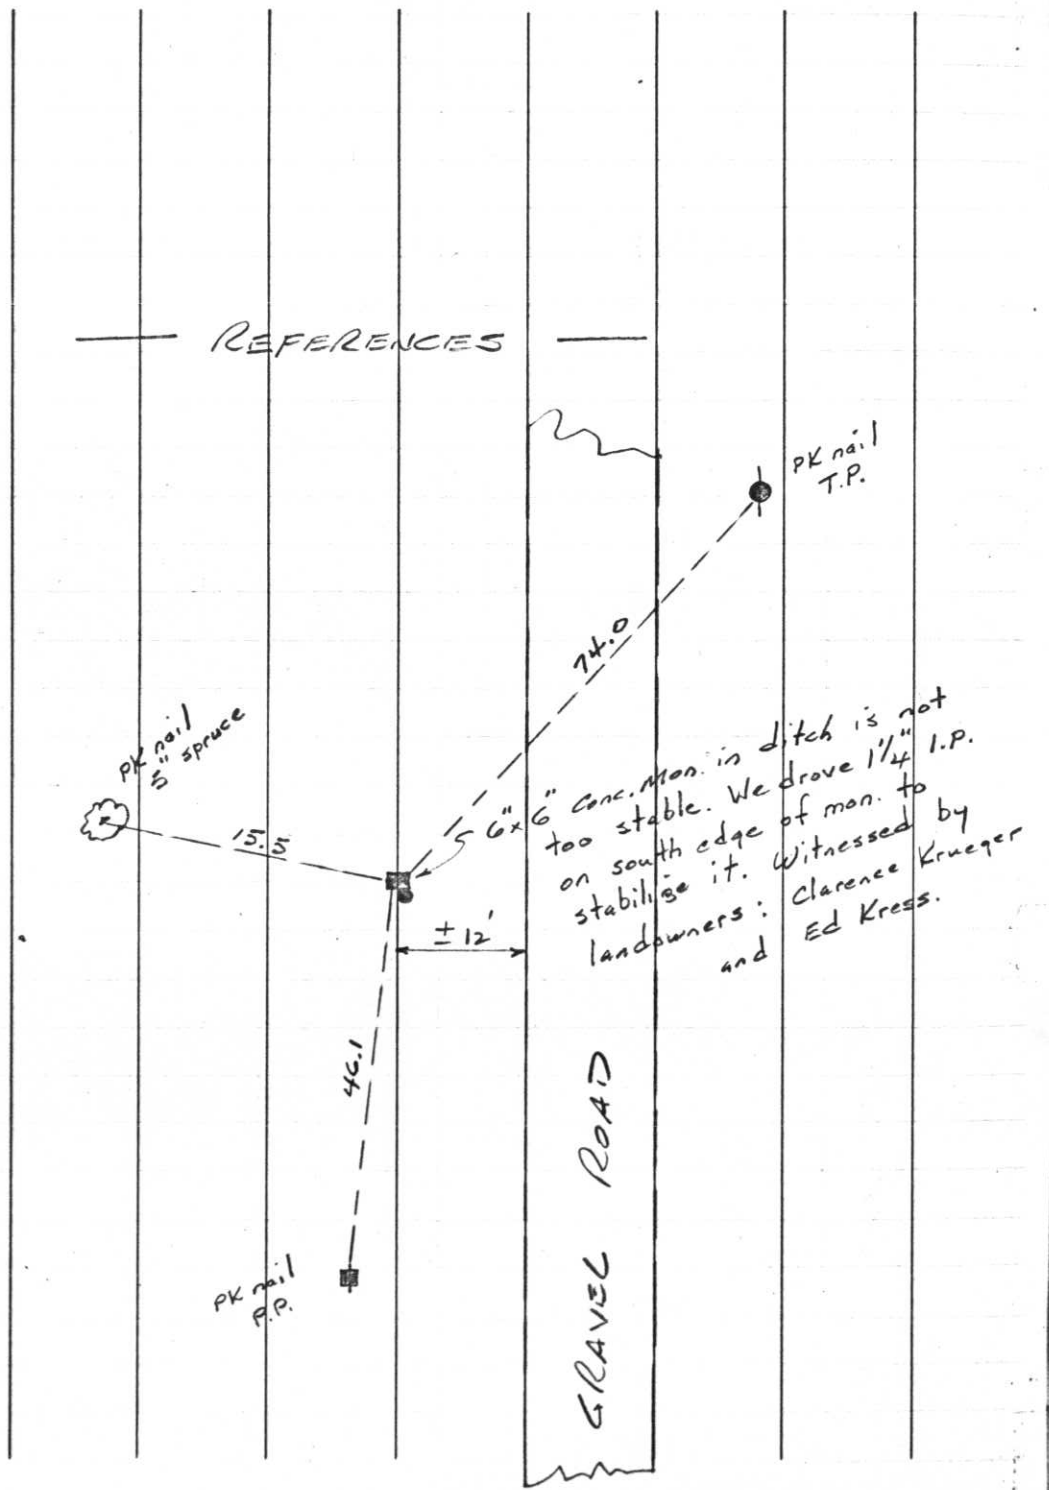 REFERENCES
PK nail
T.P.
74.0
PK nail
5" spruce
15.5
6"x6" Conc. Mon. in ditch is not
too stable. We drove 1¼" I.P.
on south edge of mon. to
stabilize it. Witnessed by
landowners: Clarence Krueger
and Ed Kress.
± 12'
46.1
PK nail
P.P.
GRAVEL ROAD